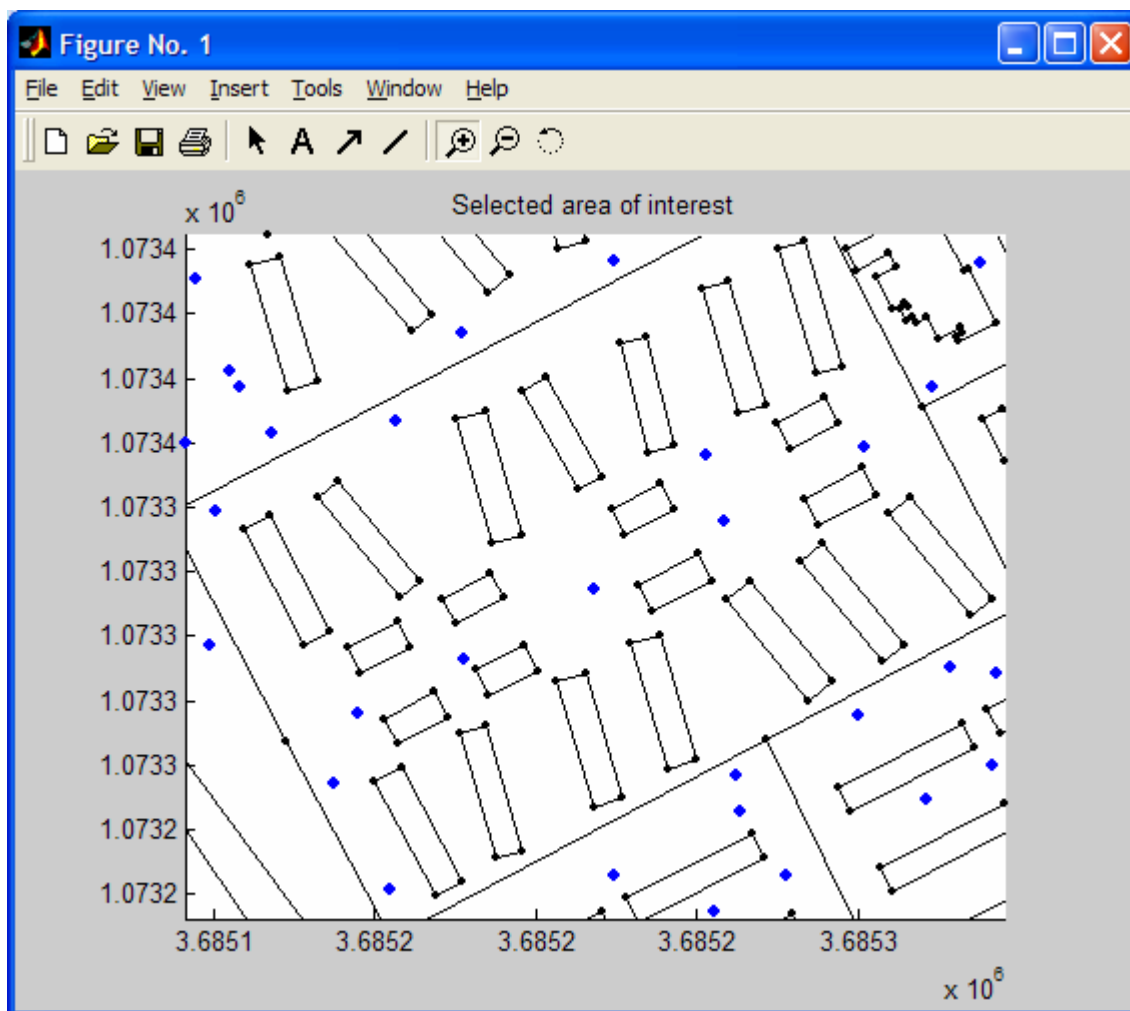 Figure No. 1
File Edit View Insert Tools Window Help
A
Selected area of interest
x 10^6
1.0734
1.0734
1.0734
1.0734
1.0733
1.0733
1.0733
1.0733
1.0733
1.0732
1.0732
3.6851 3.6852 3.6852 3.6852 3.6853
x 10^6